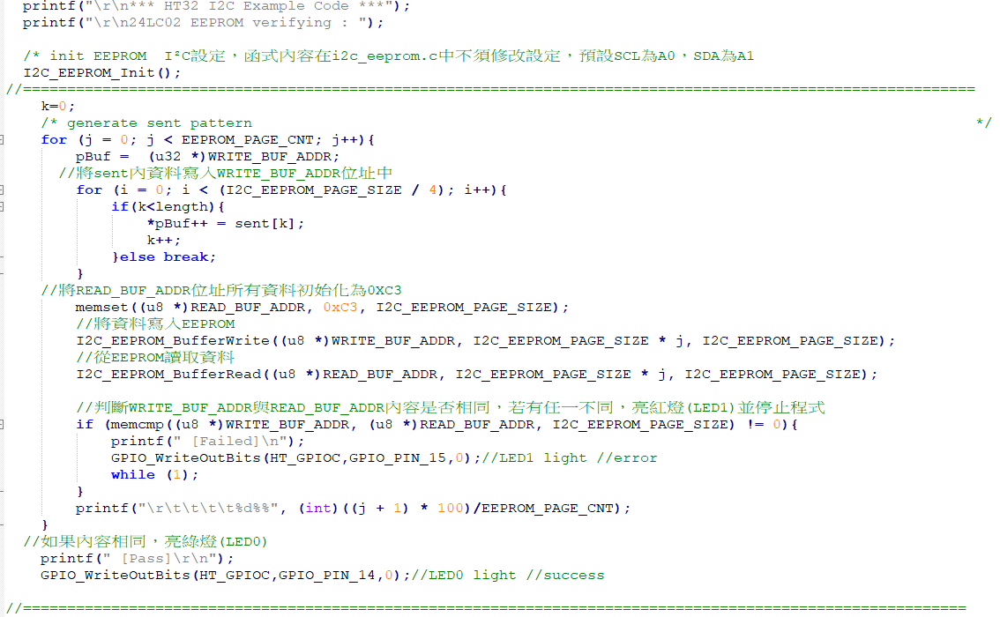 printf("\r\n*** HT32 I2C Example Code ***");
printf("\r\n24LC02 EEPROM verifying : ");
/* init EEPROM  I²C設定，函式內容在i2c_eeprom.c中不須修改設定，預設SCL為A0，SDA為A1
I2C_EEPROM_Init();
//============================================================================================================
k=0;
/* generate sent pattern */
for (j = 0; j < EEPROM_PAGE_CNT; j++){
pBuf =  (u32 *)WRITE_BUF_ADDR;
//將sent內資料寫入WRITE_BUF_ADDR位址中
for (i = 0; i < (I2C_EEPROM_PAGE_SIZE / 4); i++){
if(k<length){
*pBuf++ = sent[k];
k++;
}else break;
}
//將READ_BUF_ADDR位址所有資料初始化為0XC3
memset((u8 *)READ_BUF_ADDR, 0xC3, I2C_EEPROM_PAGE_SIZE);
//將資料寫入EEPROM
I2C_EEPROM_BufferWrite((u8 *)WRITE_BUF_ADDR, I2C_EEPROM_PAGE_SIZE * j, I2C_EEPROM_PAGE_SIZE);
//從EEPROM讀取資料
I2C_EEPROM_BufferRead((u8 *)READ_BUF_ADDR, I2C_EEPROM_PAGE_SIZE * j, I2C_EEPROM_PAGE_SIZE);
//判斷WRITE_BUF_ADDR與READ_BUF_ADDR內容是否相同，若有任一不同，亮紅燈(LED1)並停止程式
if (memcmp((u8 *)WRITE_BUF_ADDR, (u8 *)READ_BUF_ADDR, I2C_EEPROM_PAGE_SIZE) != 0){
printf(" [Failed]\n");
GPIO_WriteOutBits(HT_GPIOC,GPIO_PIN_15,0);//LED1 light //error
while (1);
}
printf("\r\t\t\t\t%d%%", (int)((j + 1) * 100)/EEPROM_PAGE_CNT);
}
//如果內容相同，亮綠燈(LED0)
printf(" [Pass]\r\n");
GPIO_WriteOutBits(HT_GPIOC,GPIO_PIN_14,0);//LED0 light //success
//===========================================================================================================